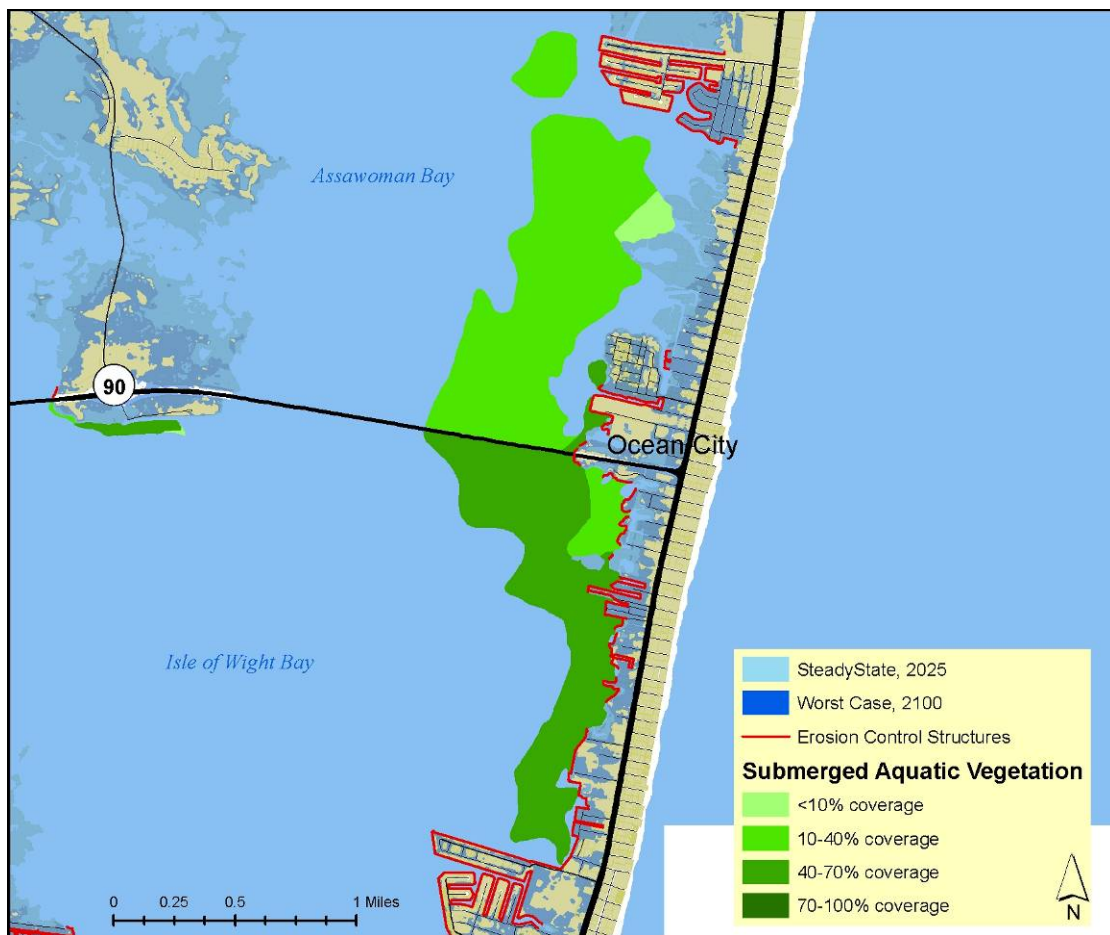 Assawoman Bay
90
Ocean City
Isle of Wight Bay
SteadyState, 2025
Worst Case, 2100
Erosion Control Structures
Submerged Aquatic Vegetation
<10% coverage
10-40% coverage
40-70% coverage
70-100% coverage
N
0 0.25 0.5 1 Miles